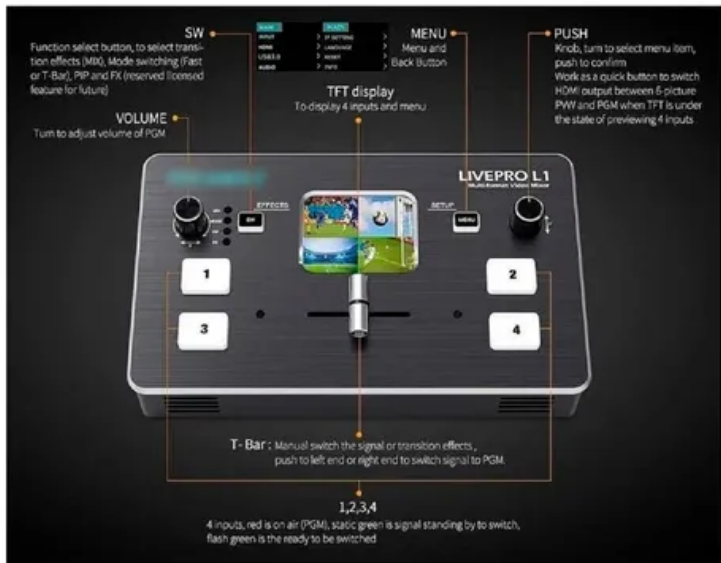 SW
Function select button, to select transi-
tion effects (MIX), Mode switching (Fast
or T-Bar), PIP and FX (reserved licensed
feature for future)
VOLUME
Turn to adjust volume of PGM
MAIN
INPUT >
HDMI >
USB3.0 >
AUDIO >
IP SETTING >
LANGUAGE >
RESET >
INFO >
TFT display
To display 4 inputs and menu
MENU
Menu and
Back Button
PUSH
Knob, turn to select menu item,
push to confirm
Work as a quick button to switch
HDMI output between 6-picture
PVW and PGM when TFT is under
the state of previewing 4 inputs
LIVEPRO L1
Multi-format Video Mixer
EFFECTS
SW
SETUP
MENU
1
2
3
4
T-Bar : Manual switch the signal or transition effects ,
push to left end or right end to switch signal to PGM.
1,2,3,4
4 inputs, red is on air (PGM), static green is signal standing by to switch,
flash green is the ready to be switched